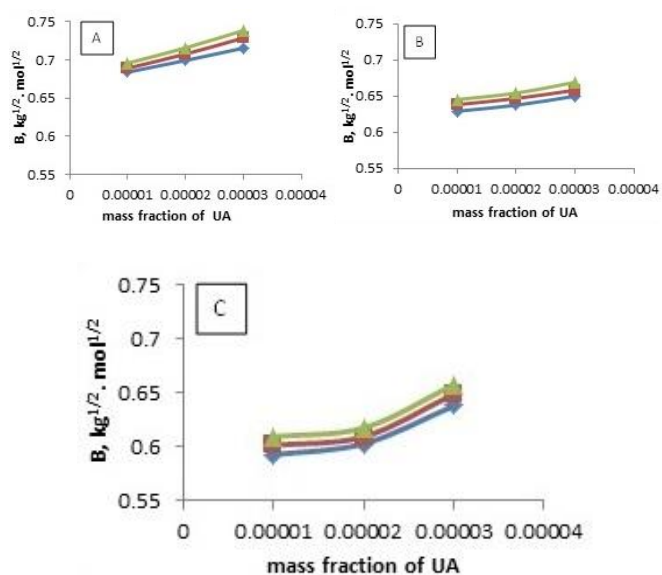 A
B, kg1/2. mol1/2
0.75
0.7
0.65
0.6
0.55
0 0.00001 0.00002 0.00003 0.00004
mass fraction of UA
B
B, kg1/2. mol1/2
0.75
0.7
0.65
0.6
0.55
0 0.00001 0.00002 0.00003 0.00004
mass fraction of UA
C
B, kg1/2. mol1/2
0.75
0.7
0.65
0.6
0.55
0 0.00001 0.00002 0.00003 0.00004
mass fraction of UA